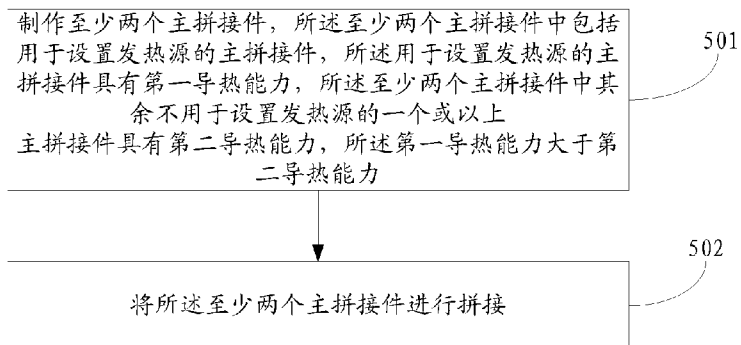 制作至少两个主拼接件，所述至少两个主拼接件中包括
用于设置发热源的主拼接件，所述用于设置发热源的主
拼接件具有第一导热能力，所述至少两个主拼接件中其
余不用于设置发热源的一个或以上
主拼接件具有第二导热能力，所述第一导热能力大于第
二导热能力
501
502
将所述至少两个主拼接件进行拼接